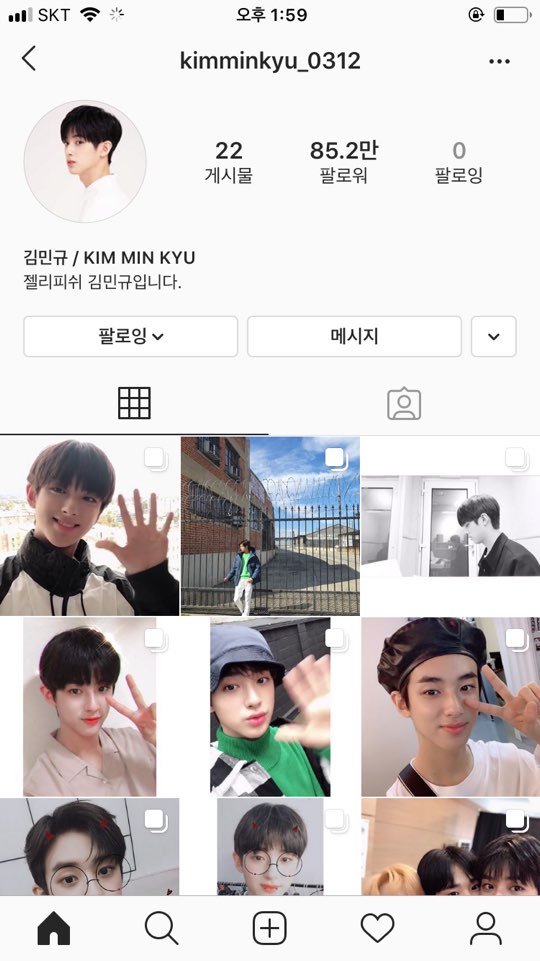 SKT 오후 1:59
kimminkyu_0312
22 85.2만 0
게시물 팔로워 팔로잉
김민규 / KIM MIN KYU
젤리피쉬 김민규입니다.
팔로잉 메시지